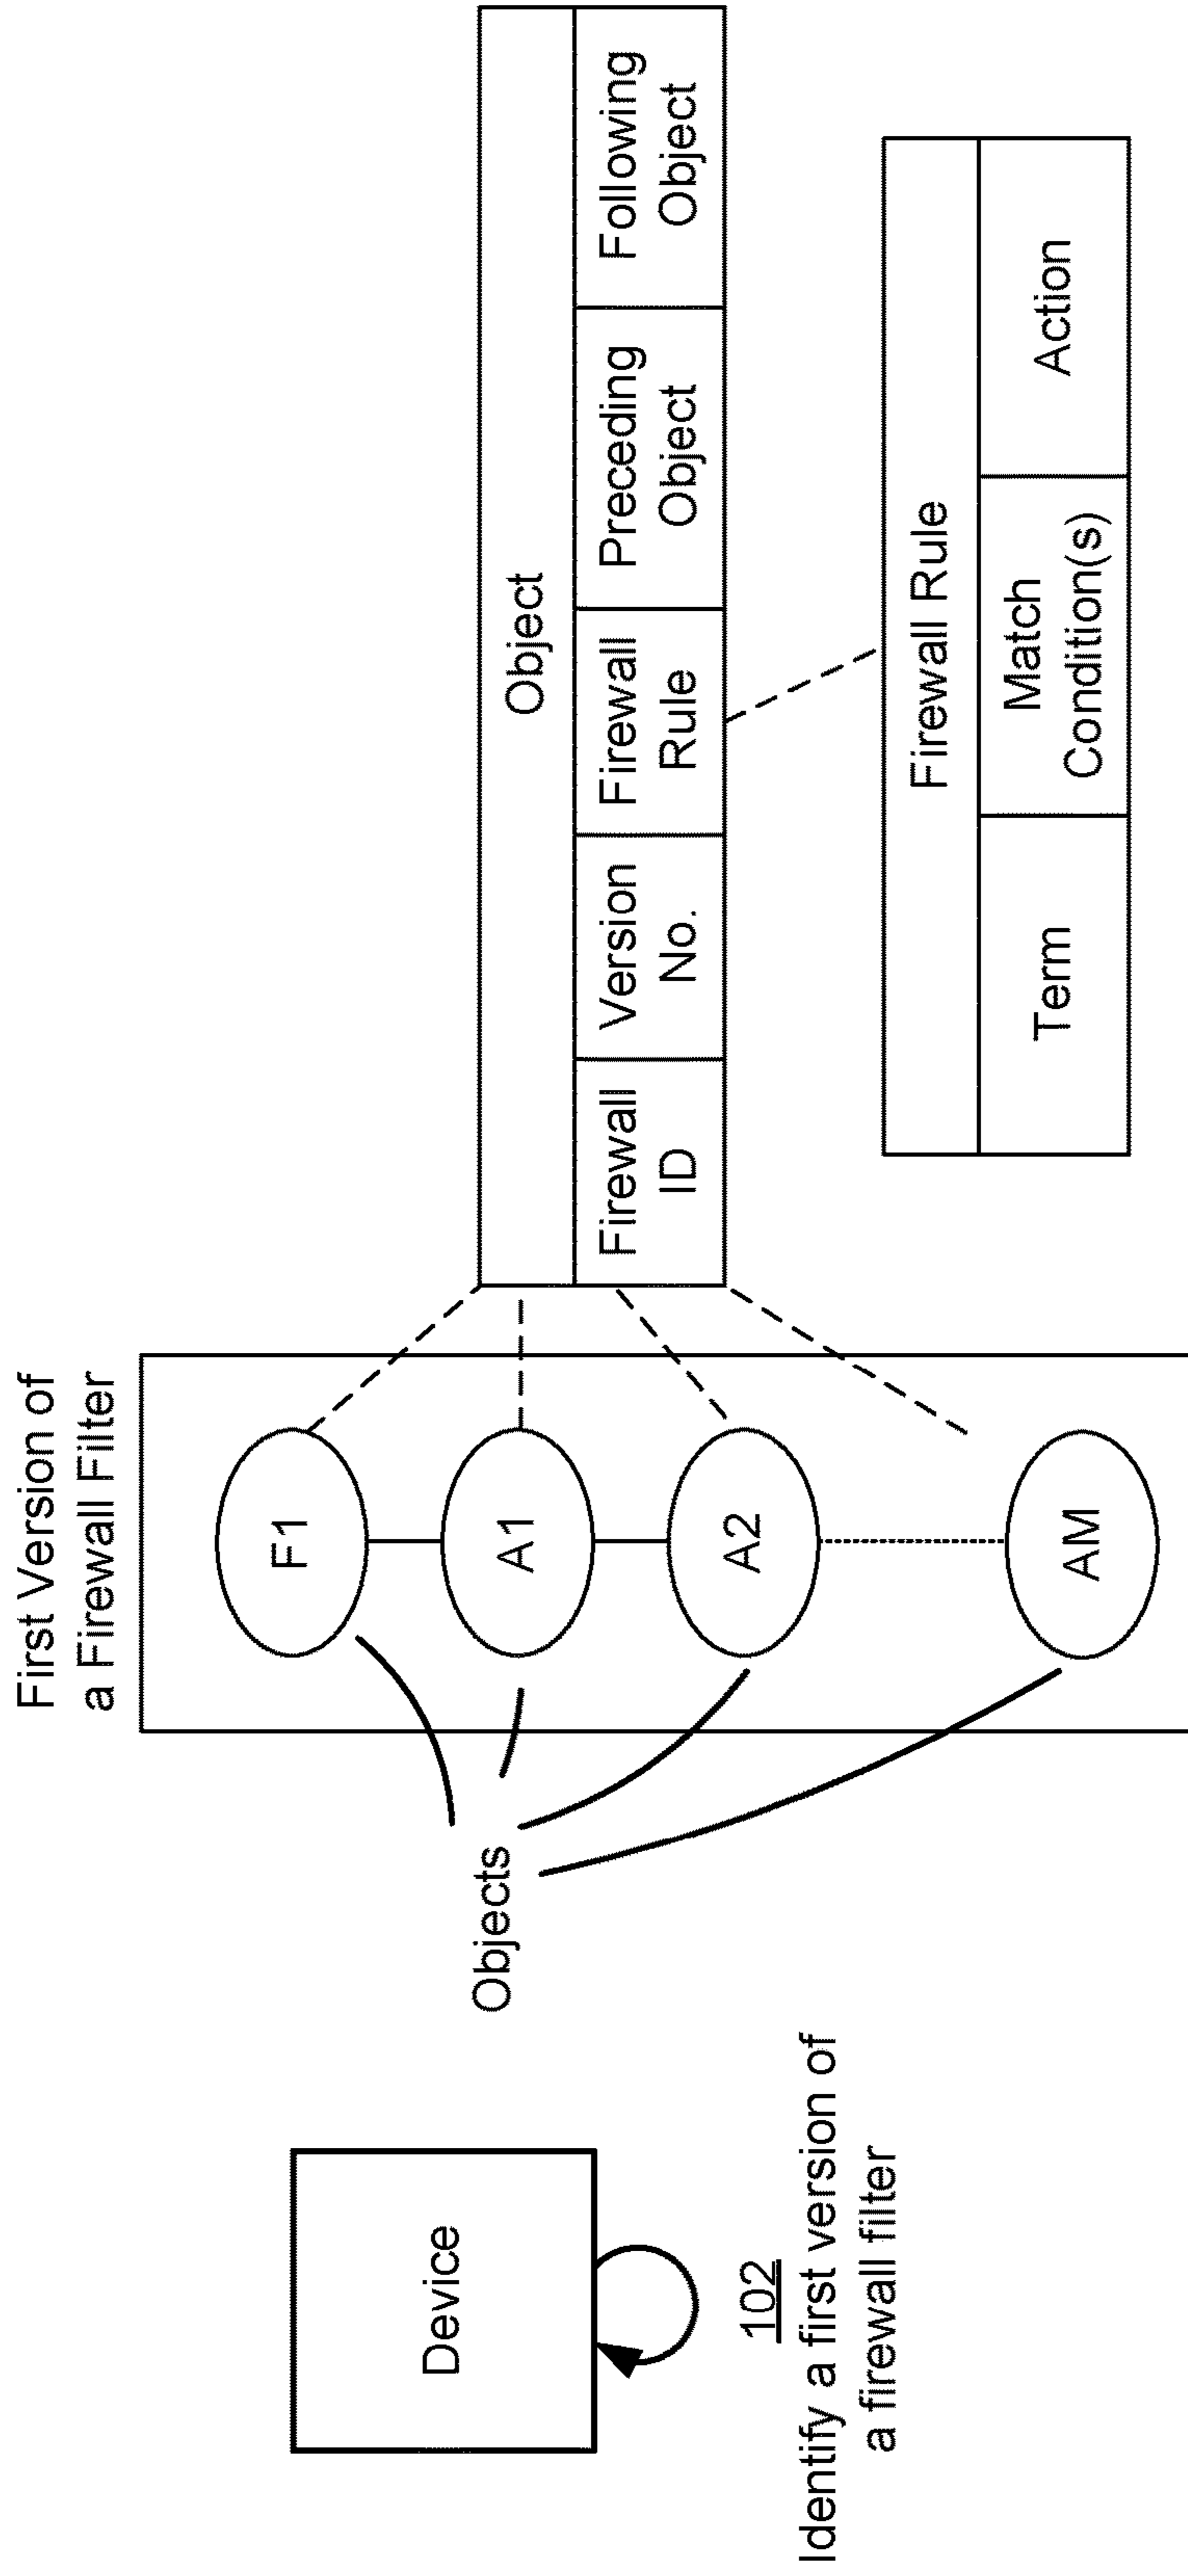 First Version of
a Firewall Filter
Device
102
Identify a first version of
a firewall filter
Objects
F1
A1
A2
AM
Object
Firewall
ID
Version
No.
Firewall
Rule
Preceding
Object
Following
Object
Firewall Rule
Term
Match
Condition(s)
Action